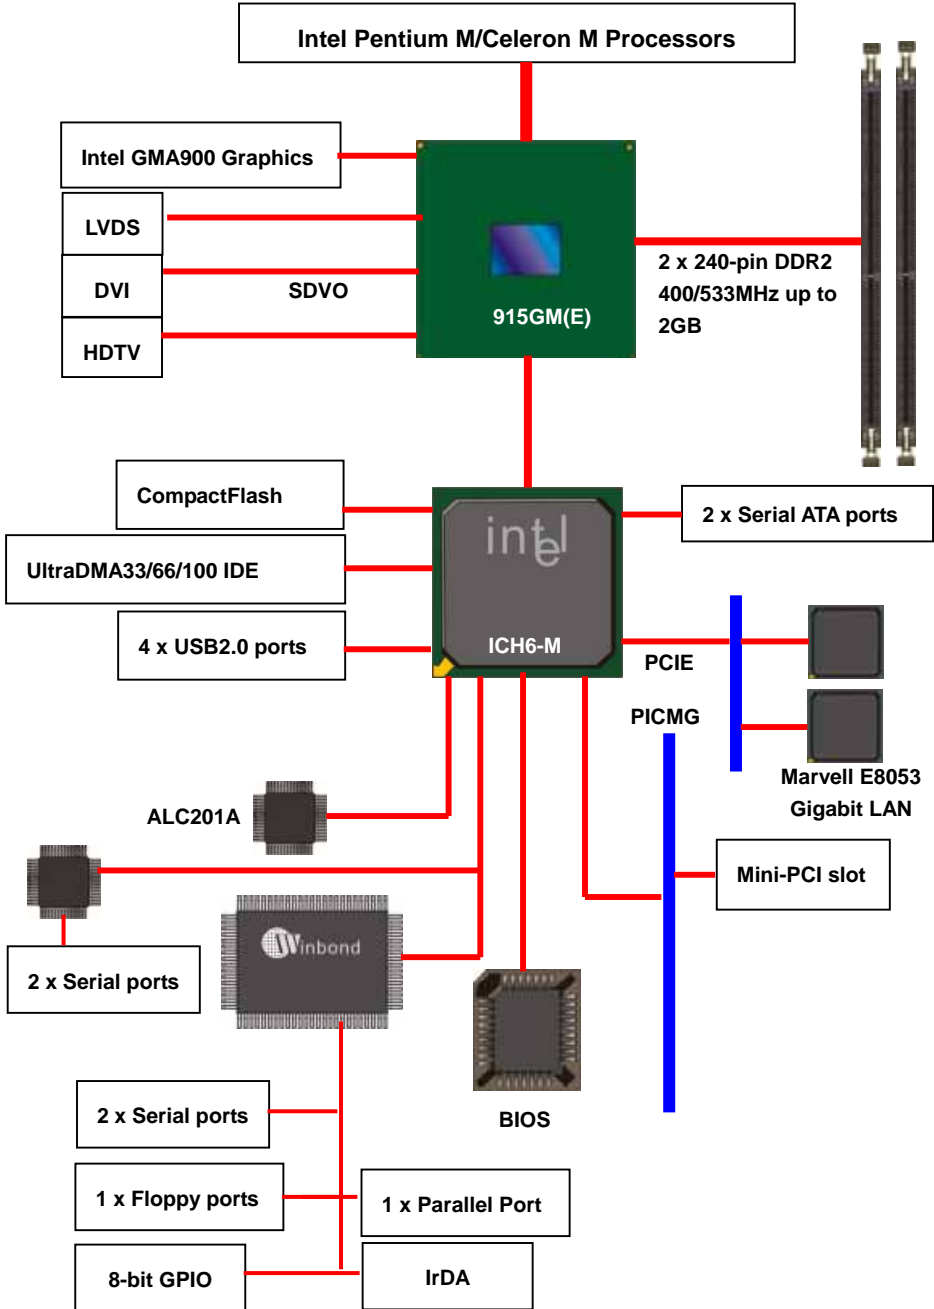 Intel Pentium M/Celeron M Processors
Intel GMA900 Graphics
LVDS
DVI
SDVO
HDTV
915GM(E)
2 x 240-pin DDR2
400/533MHz up to
2GB
CompactFlash
UltraDMA33/66/100 IDE
4 x USB2.0 ports
intel
ICH6-M
2 x Serial ATA ports
PCIE
PICMG
Marvell E8053
Gigabit LAN
ALC201A
Mini-PCI slot
2 x Serial ports
Winbond
BIOS
2 x Serial ports
1 x Floppy ports
1 x Parallel Port
8-bit GPIO
IrDA